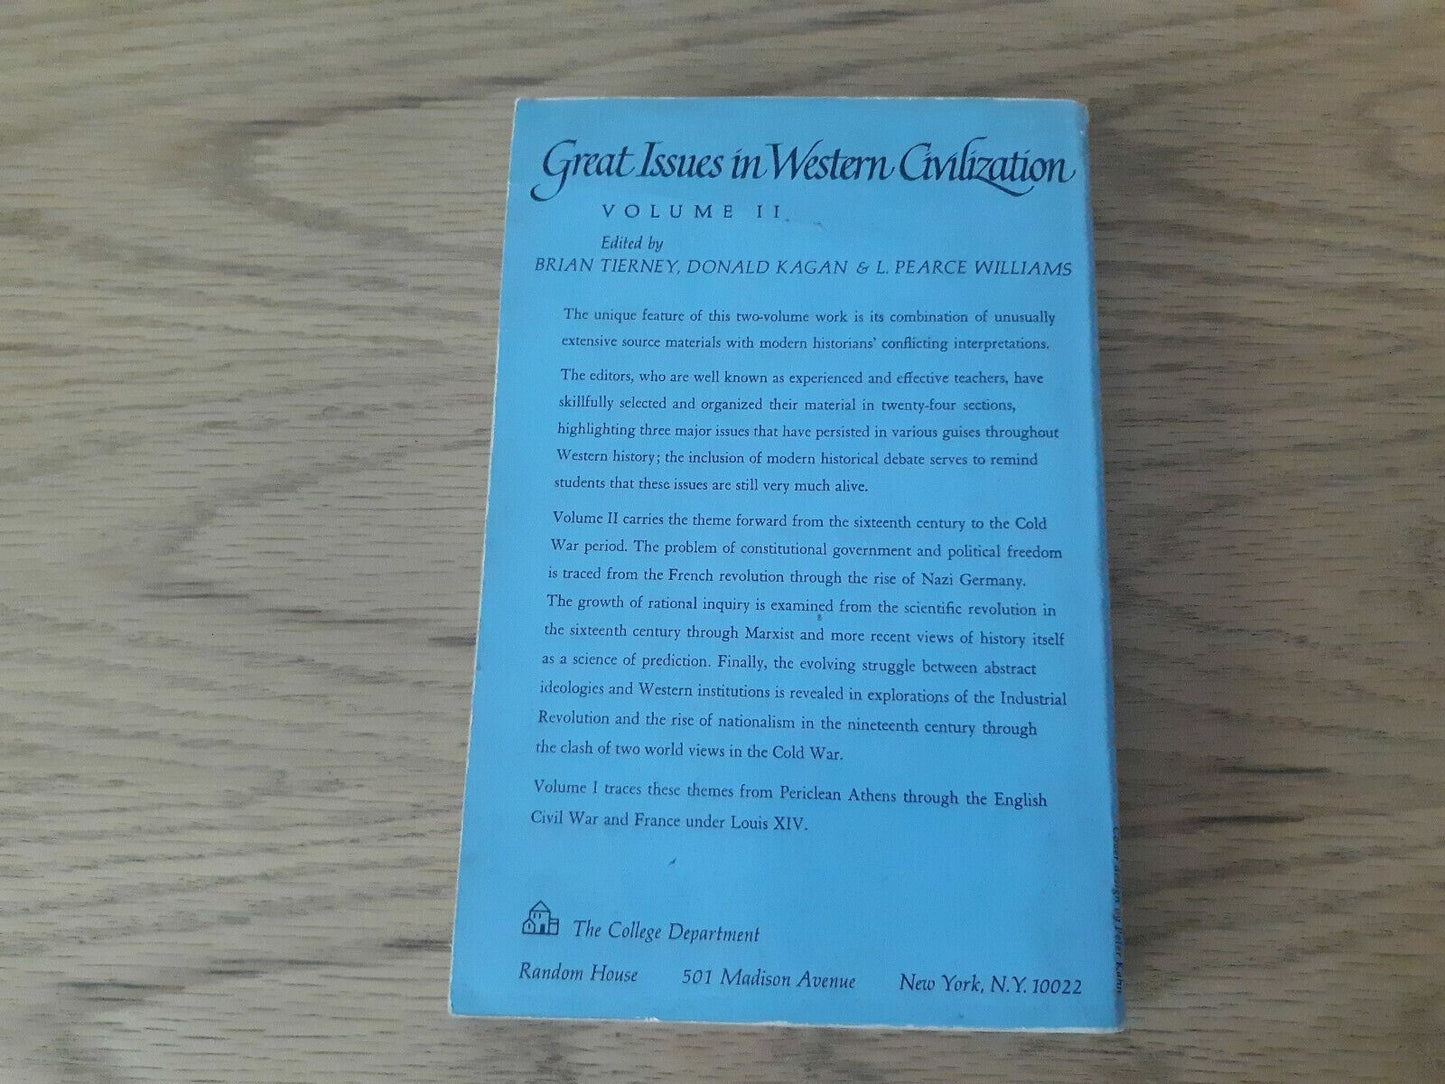 Great Issues in Western Civilization
VOLUME II
Edited by
BRIAN TIERNEY, DONALD KAGAN & L. PEARCE WILLIAMS
The unique feature of this two-volume work is its combination of unusually
extensive source materials with modern historians' conflicting interpretations.
The editors, who are well known as experienced and effective teachers, have
skillfully selected and organized their material in twenty-four sections,
highlighting three major issues that have persisted in various guises throughout
Western history; the inclusion of modern historical debate serves to remind
students that these issues are still very much alive.
Volume II carries the theme forward from the sixteenth century to the Cold
War period. The problem of constitutional government and political freedom
is traced from the French revolution through the rise of Nazi Germany.
The growth of rational inquiry is examined from the scientific revolution in
the sixteenth century through Marxist and more recent views of history itself
as a science of prediction. Finally, the evolving struggle between abstract
ideologies and Western institutions is revealed in explorations of the Industrial
Revolution and the rise of nationalism in the nineteenth century through
the clash of two world views in the Cold War.
Volume I traces these themes from Periclean Athens through the English
Civil War and France under Louis XIV.
The College Department
Random House 501 Madison Avenue New York, N.Y. 10022
Cover design by Peter Kahn